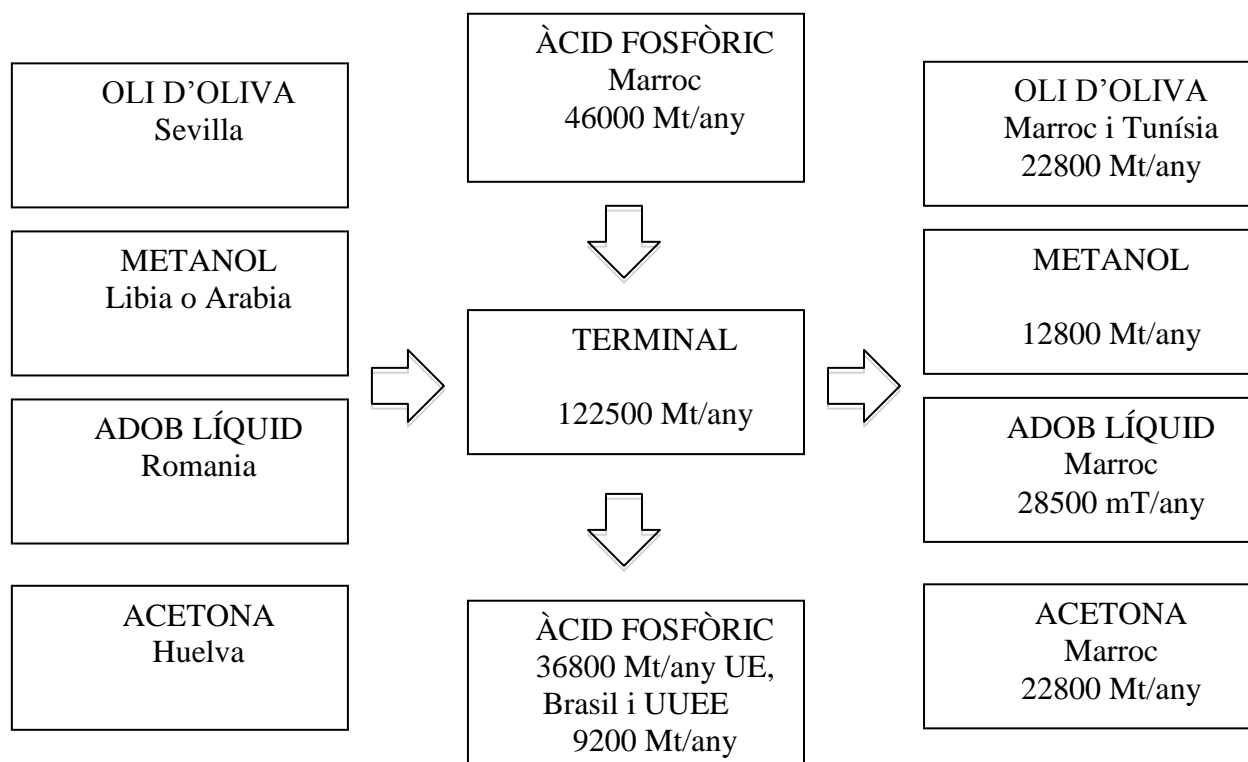 OLI D’OLIVA
Sevilla
METANOL
Libia o Arabia
ADOB LÍQUID
Romania
ACETONA
Huelva
ÀCID FOSFÒRIC
Marroc
46000 Mt/any
TERMINAL
122500 Mt/any
ÀCID FOSFÒRIC
36800 Mt/any UE,
Brasil i UUEE
9200 Mt/any
OLI D’OLIVA
Marroc i Tunísia
22800 Mt/any
METANOL
12800 Mt/any
ADOB LÍQUID
Marroc
28500 mT/any
ACETONA
Marroc
22800 Mt/any